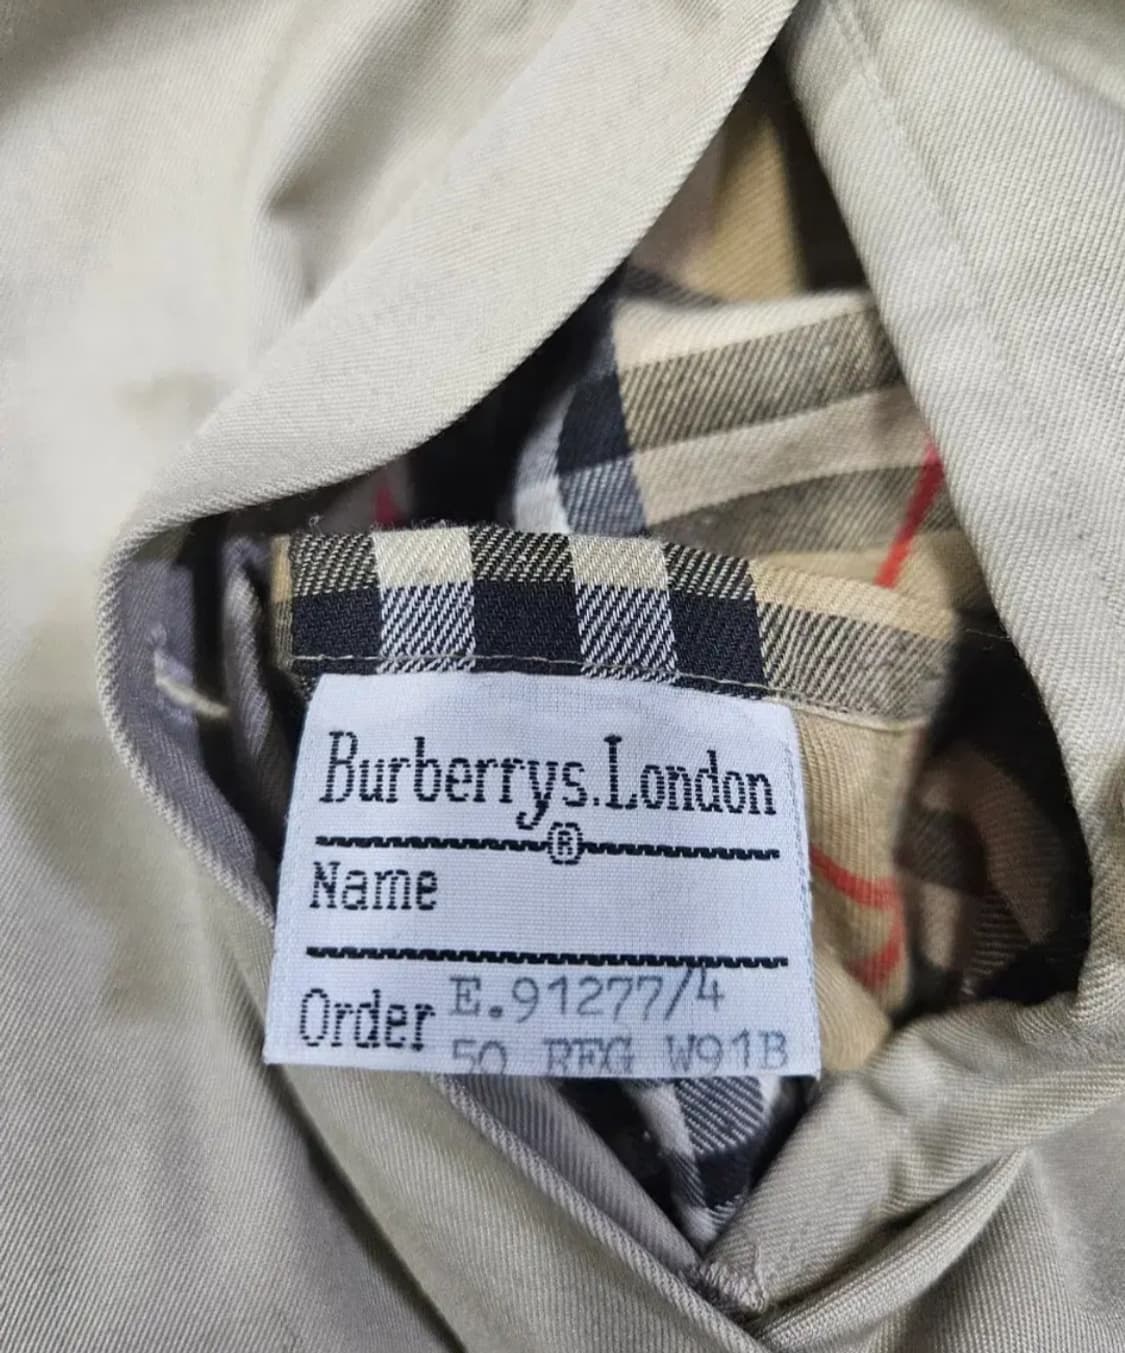 Burberrys.London
®
Name
Order E.91277/4
50 REG W91B